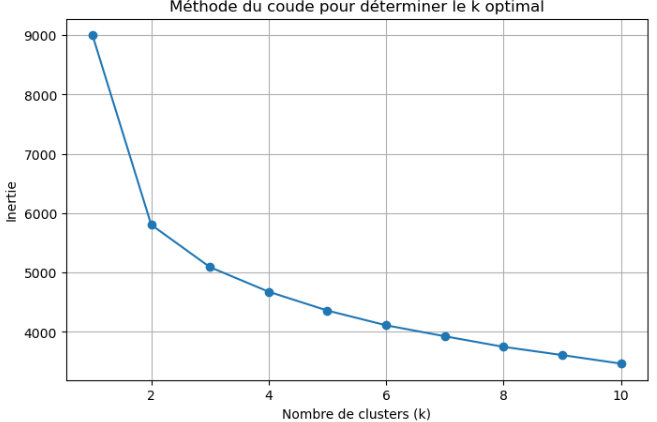 Méthode du coude pour déterminer le k optimal
9000
8000
7000
6000
5000
4000
Inertie
2 4 6 8 10
Nombre de clusters (k)